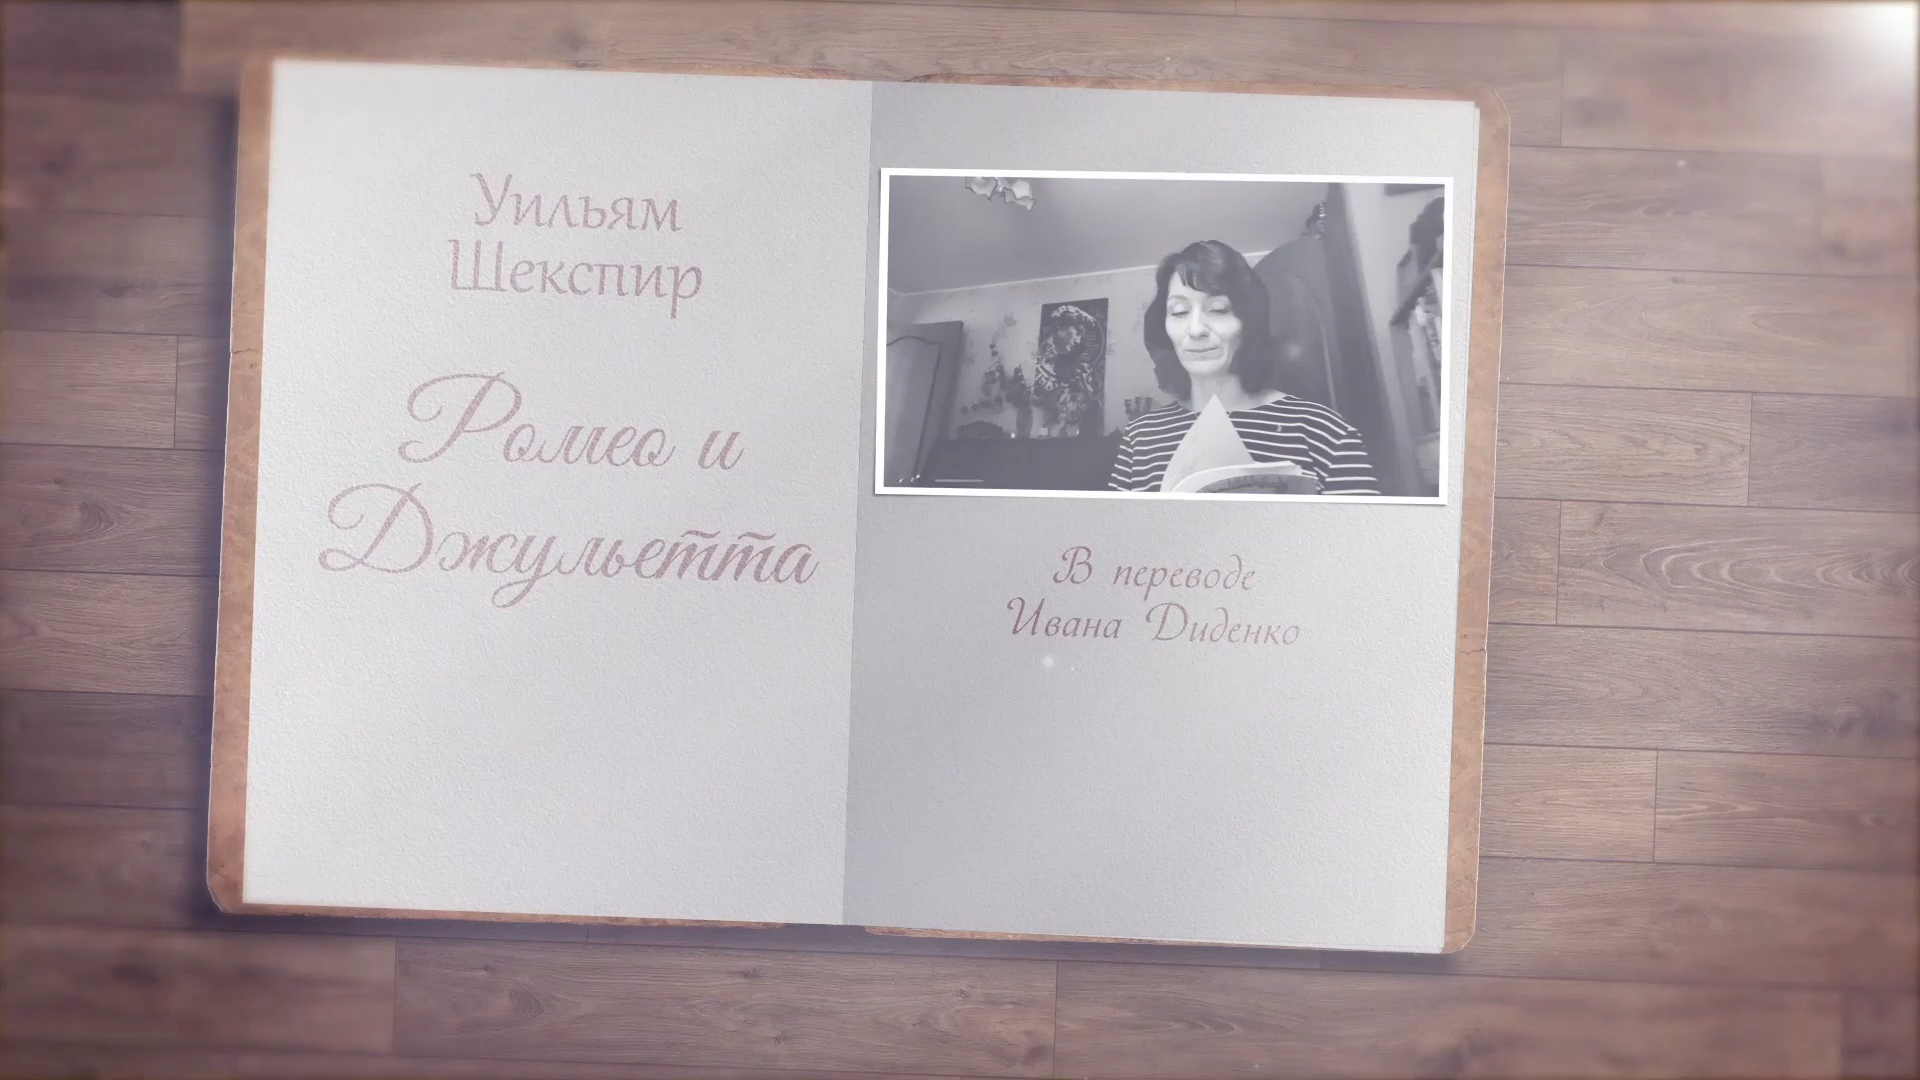 Уильям
Шекспир
Ромео и
Джульетта
В переводе
Ивана Диденко